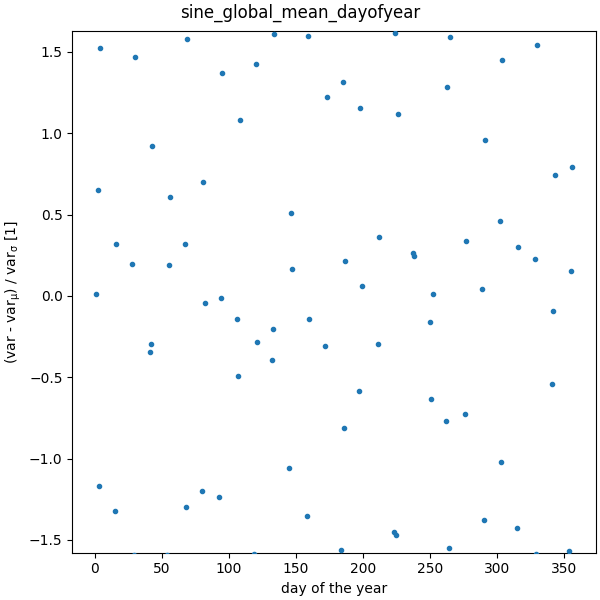 sine_global_mean_dayofyear
1.5
1.0
0.5
0.0
−0.5
−1.0
−1.5
(var - varμ) / varσ [1]
0 50 100 150 200 250 300 350
day of the year